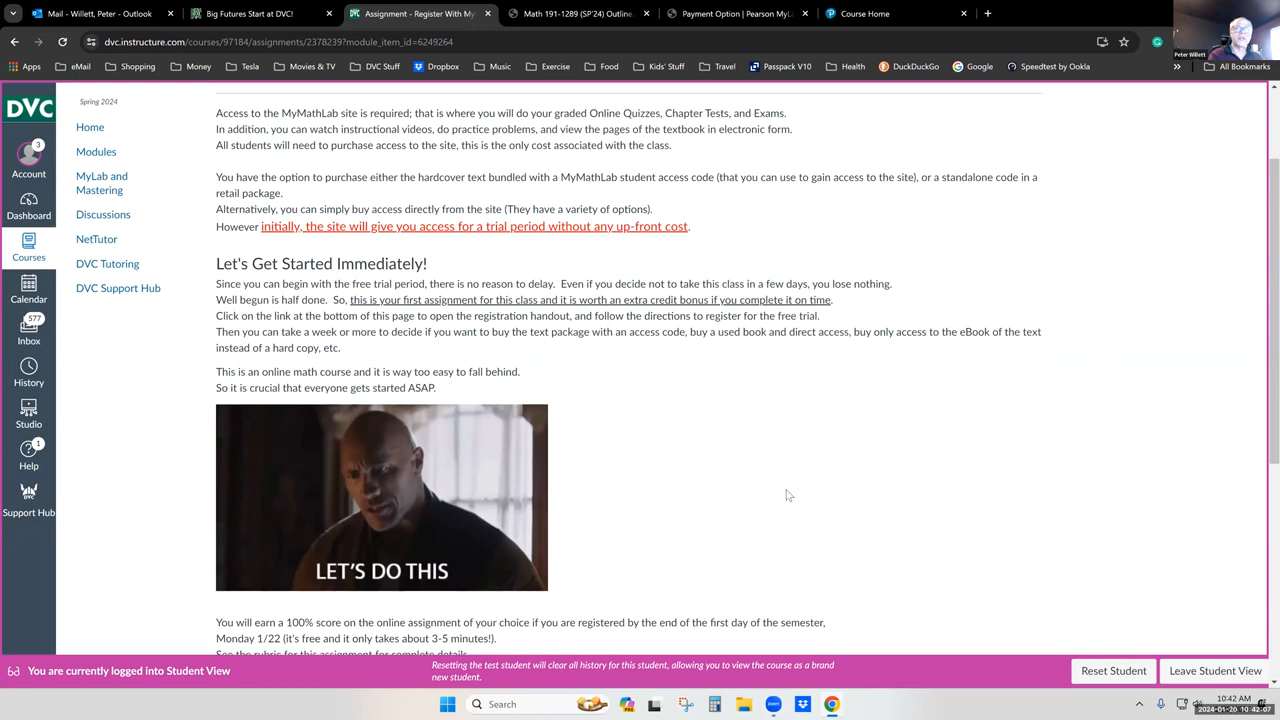 Mail - Willett, Peter - Outlook
Big Futures Start at DVC!
Assignment - Register With My
Math 191-1289 (SP'24) Outline
Payment Option | Pearson MyLa
Course Home
dvc.instructure.com/courses/97184/assignments/2378239?module_item_id=6249264
Peter Willett
Apps
eMail
Shopping
Money
Tesla
Movies & TV
DVC Stuff
Dropbox
Music
Exercise
Food
Kids' Stuff
Travel
Passpack V10
Health
DuckDuckGo
Google
Speedtest by Ookla
All Bookmarks
DVC
Account
3
Dashboard
Courses
Calendar
577
Inbox
History
Studio
1
Help
Support Hub
Spring 2024
Home
Modules
MyLab and
Mastering
Discussions
NetTutor
DVC Tutoring
DVC Support Hub
Access to the MyMathLab site is required; that is where you will do your graded Online Quizzes, Chapter Tests, and Exams.
In addition, you can watch instructional videos, do practice problems, and view the pages of the textbook in electronic form.
All students will need to purchase access to the site, this is the only cost associated with the class.
You have the option to purchase either the hardcover text bundled with a MyMathLab student access code (that you can use to gain access to the site), or a standalone code in a
retail package.
Alternatively, you can simply buy access directly from the site (They have a variety of options).
However initially, the site will give you access for a trial period without any up-front cost.
Let's Get Started Immediately!
Since you can begin with the free trial period, there is no reason to delay. Even if you decide not to take this class in a few days, you lose nothing.
Well begun is half done. So, this is your first assignment for this class and it is worth an extra credit bonus if you complete it on time.
Click on the link at the bottom of this page to open the registration handout, and follow the directions to register for the free trial.
Then you can take a week or more to decide if you want to buy the text package with an access code, buy a used book and direct access, buy only access to the eBook of the text
instead of a hard copy, etc.
This is an online math course and it is way too easy to fall behind.
So it is crucial that everyone gets started ASAP.
LET'S DO THIS
You will earn a 100% score on the online assignment of your choice if you are registered by the end of the first day of the semester,
Monday 1/22 (it's free and it only takes about 3-5 minutes!).
See the rubric for this assignment for complete details.
You are currently logged into Student View
Resetting the test student will clear all history for this student, allowing you to view the course as a brand
new student.
Reset Student
Leave Student View
Search
10:42 AM
2024-01-20 10:42:07